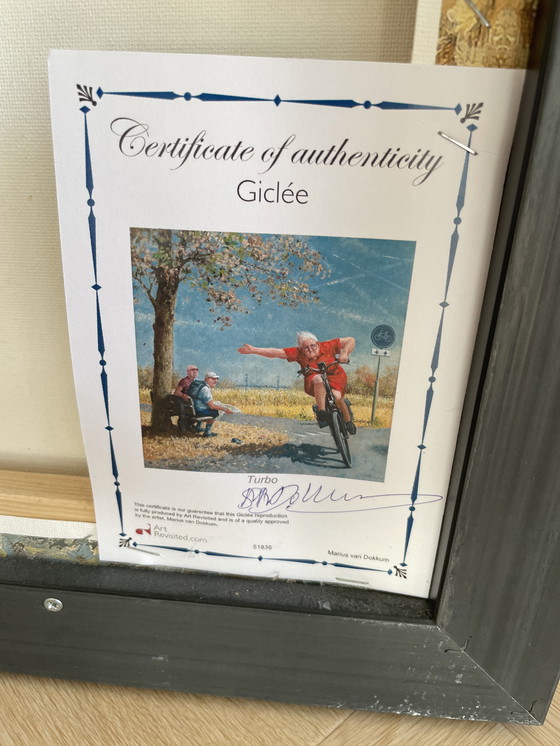 Certificate of authenticity
Giclée
Turbo
This certificate is our guarantee that this Giclée reproduction
is fully produced by Art Revisited and is of a quality approved
by the artist, Marius van Dokkum.
Art
Revisited.com
51836
Marius van Dokkum